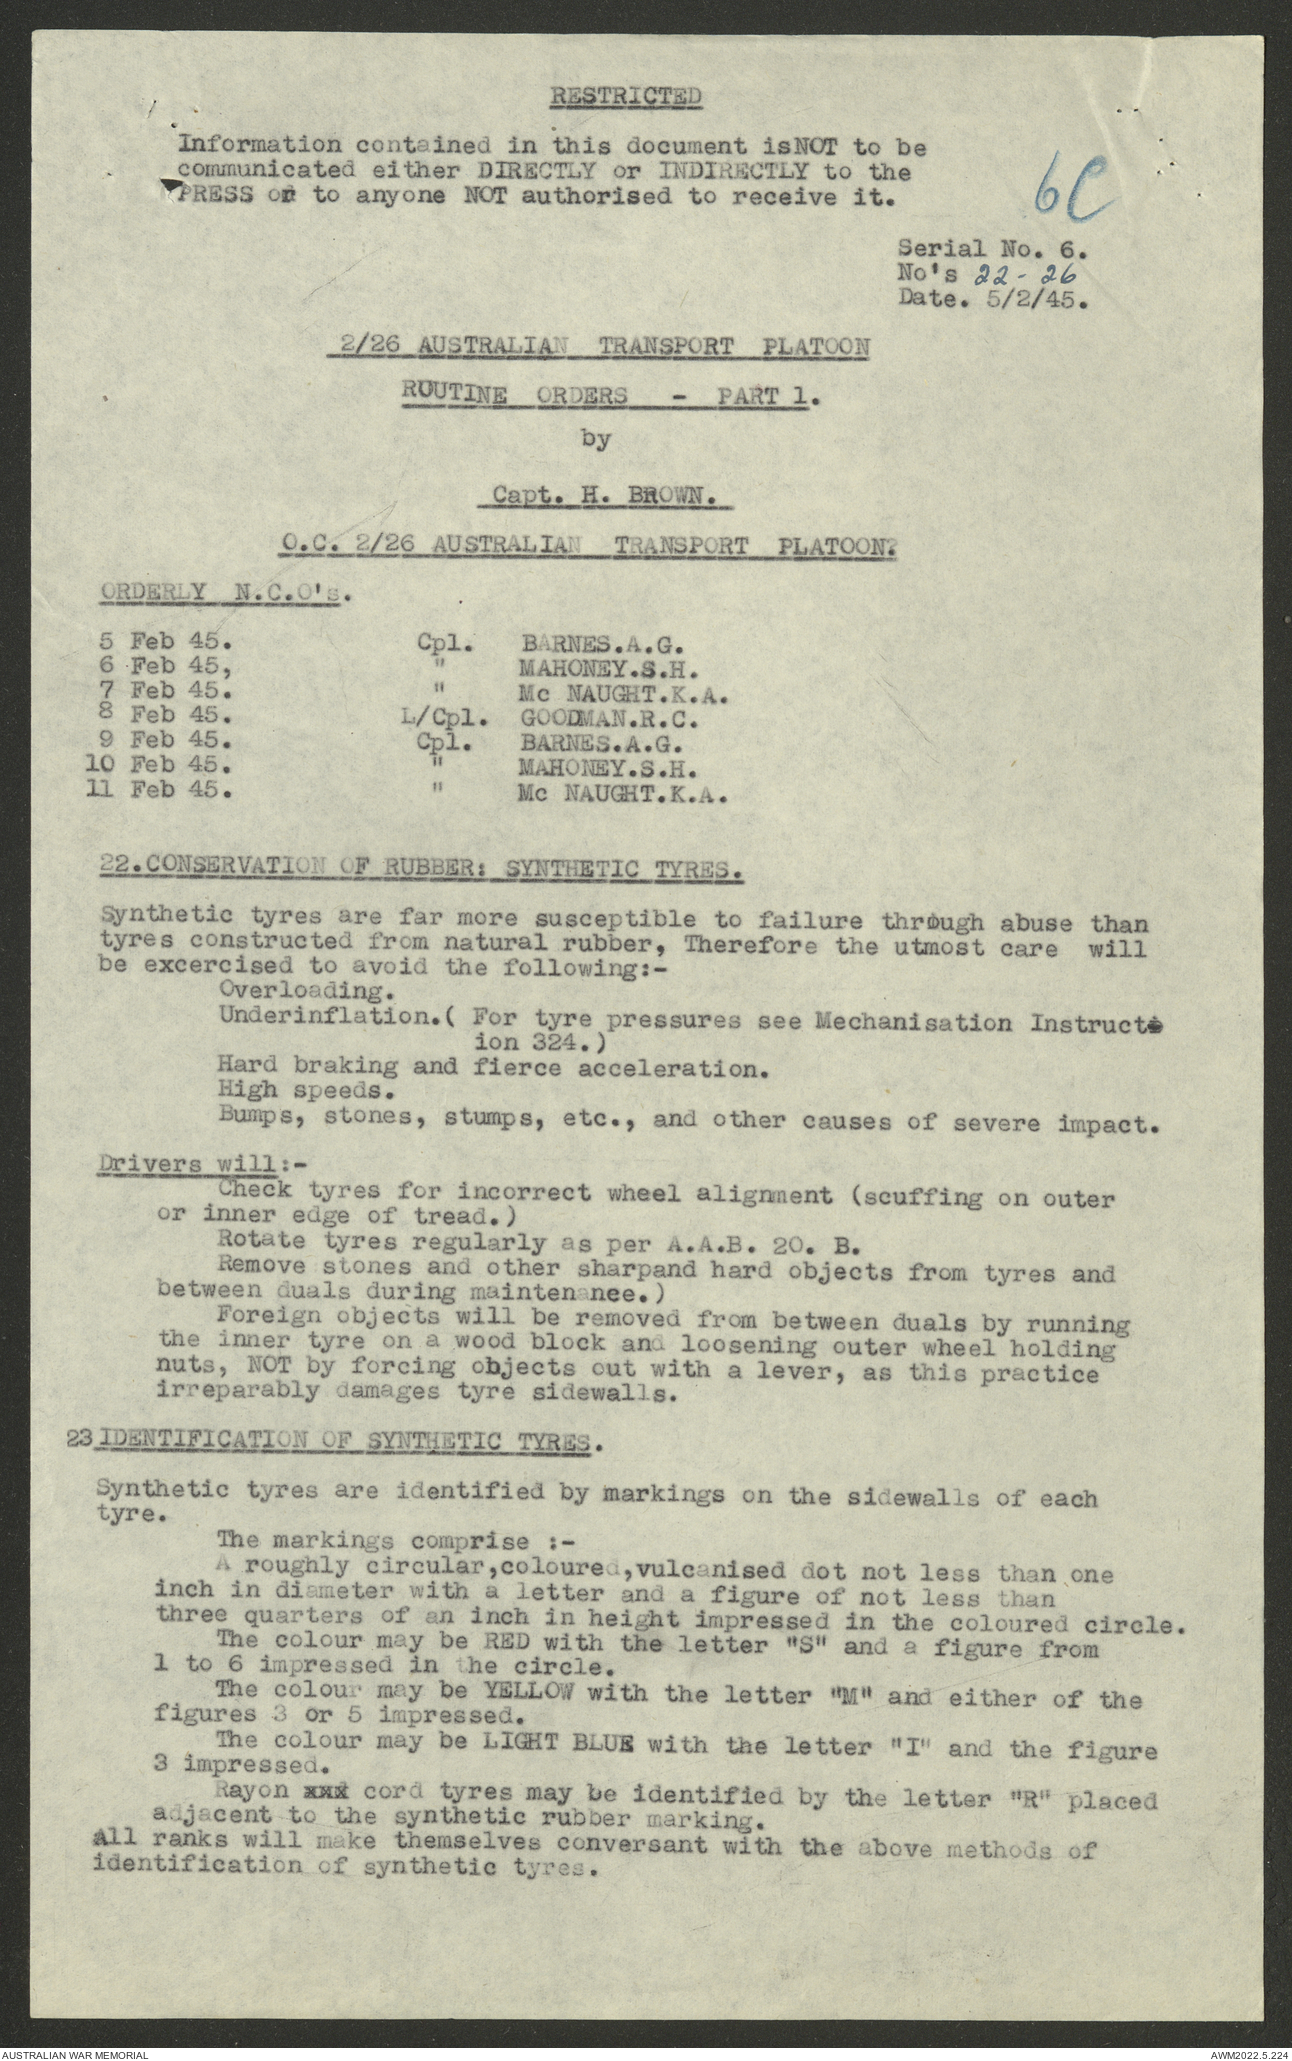 RESTRICTED
Information contained in this document isNOT to be
communicated either DIRECTLY or INDIRECTLY to the
PRESS or to anyone NOT authorised to receive it.
6C
Serial No. 6.
No's 22 - 26
Date. 5/2/45.
2/26 AUSTRALIAN TRANSPORT PLATOON
ROUTINE ORDERS - PART 1.
by
Capt. H. BROWN.
O.C. 2/26 AUSTRALIAN TRANSPORT PLATOON?
ORDERLY N.C.O's.
5 Feb 45. Cpl. BARNES.A.G.
6 Feb 45, " MAHONEY.S.H.
7 Feb 45. " Mc NAUGHT.K.A.
8 Feb 45. L/Cpl. GOODMAN.R.C.
9 Feb 45. Cpl. BARNES.A.G.
10 Feb 45. " MAHONEY.S.H.
11 Feb 45. " Mc NAUGHT.K.A.
22.CONSERVATION OF RUBBER: SYNTHETIC TYRES.
Synthetic tyres are far more susceptible to failure through abuse than
tyres constructed from natural rubber, Therefore the utmost care will
be excercised to avoid the following:-
Overloading.
Underinflation.( For tyre pressures see Mechanisation Instruct
ion 324.)
Hard braking and fierce acceleration.
High speeds.
Bumps, stones, stumps, etc., and other causes of severe impact.
Drivers will:-
Check tyres for incorrect wheel alignment (scuffing on outer
or inner edge of tread.)
Rotate tyres regularly as per A.A.B. 20. B.
Remove stones and other sharpand hard objects from tyres and
between duals during maintenance.)
Foreign objects will be removed from between duals by running
the inner tyre on a wood block and loosening outer wheel holding
nuts, NOT by forcing objects out with a lever, as this practice
irreparably damages tyre sidewalls.
23 IDENTIFICATION OF SYNTHETIC TYRES.
Synthetic tyres are identified by markings on the sidewalls of each
tyre.
The markings comprise :-
A roughly circular,coloured,vulcanised dot not less than one
inch in diameter with a letter and a figure of not less than
three quarters of an inch in height impressed in the coloured circle.
The colour may be RED with the letter "S" and a figure from
1 to 6 impressed in the circle.
The colour may be YELLOW with the letter "M" and either of the
figures 3 or 5 impressed.
The colour may be LIGHT BLUE with the letter "I" and the figure
3 impressed.
Rayon xxx cord tyres may be identified by the letter "R" placed
adjacent to the synthetic rubber marking.
All ranks will make themselves conversant with the above methods of
identification of synthetic tyres.
AUSTRALIAN WAR MEMORIAL
AWM2022.5.224